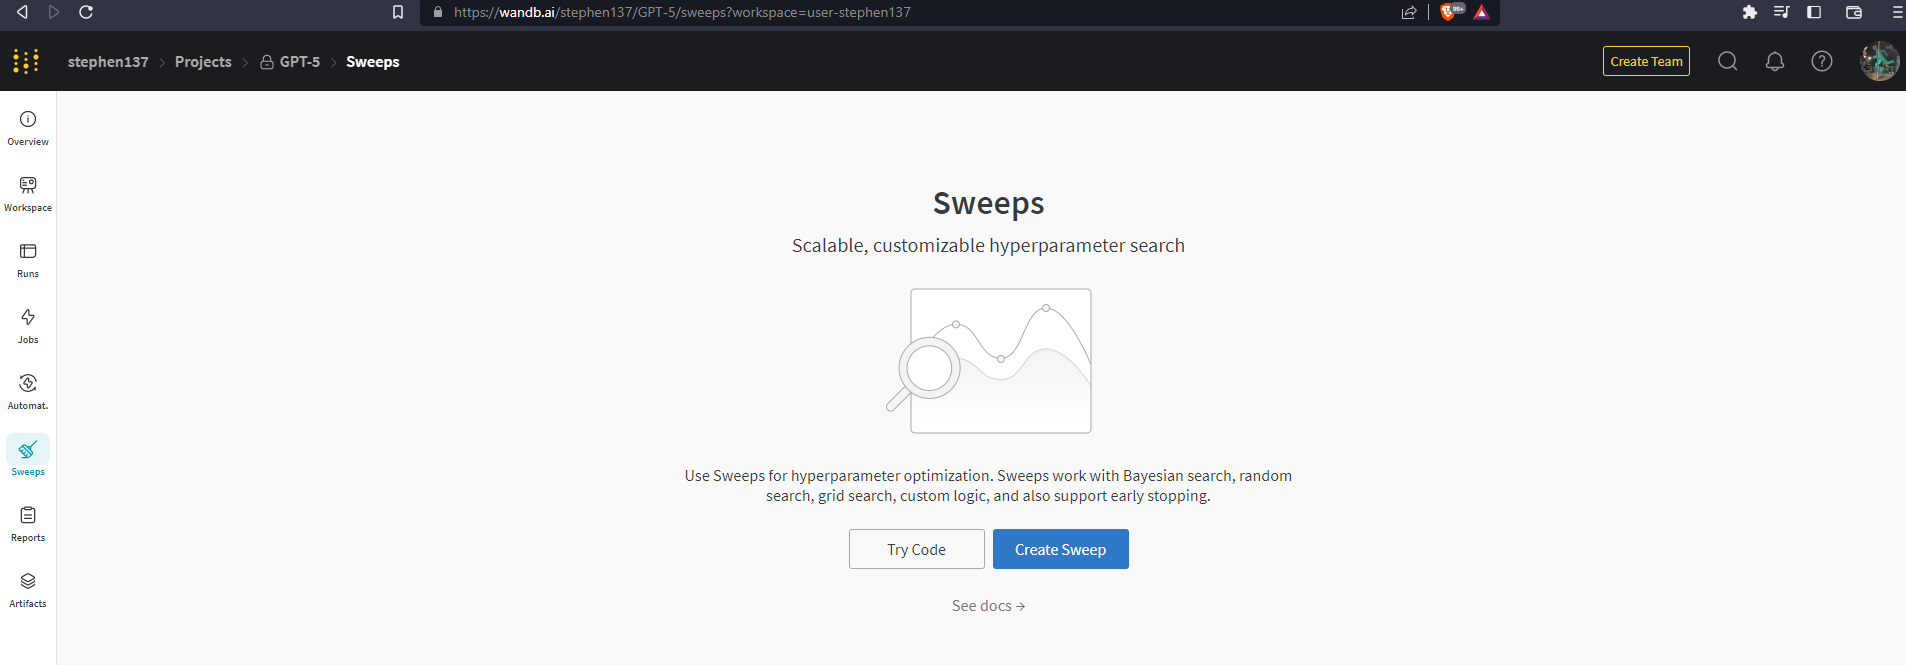 https://wandb.ai/stephen137/GPT-5/sweeps?workspace=user-stephen137
99+
stephen137 > Projects > GPT-5 > Sweeps
Create Team
Overview
Workspace
Runs
Jobs
Automat.
Sweeps
Reports
Artifacts
Sweeps
Scalable, customizable hyperparameter search
Use Sweeps for hyperparameter optimization. Sweeps work with Bayesian search, random
search, grid search, custom logic, and also support early stopping.
Try Code
Create Sweep
See docs →